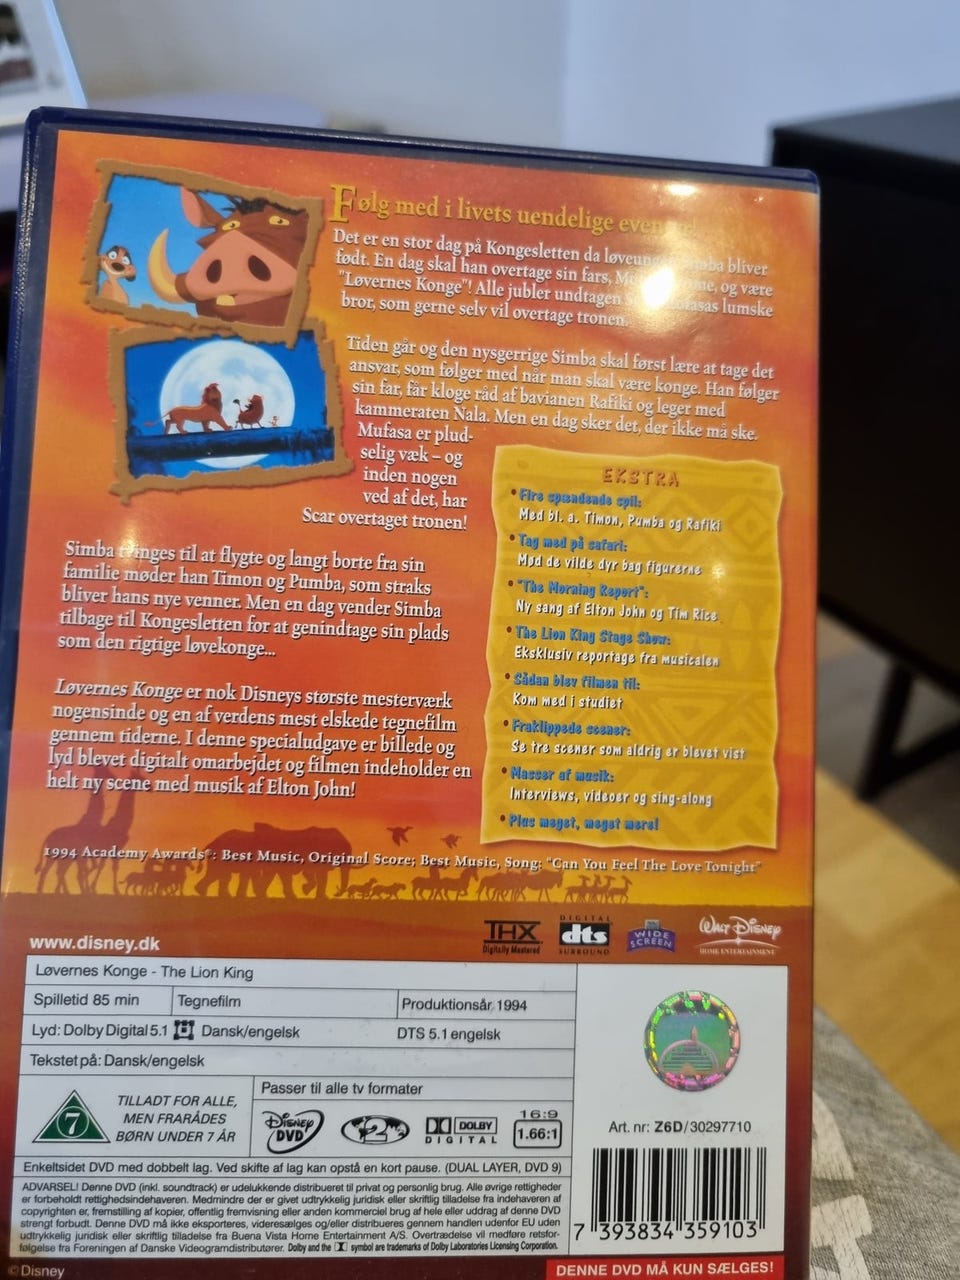 Følg med i livets uendelige
Det er en stor dag på Kongesletten da bliver
født. En dag skal han overtage sin fars, og være
"Løvernes Konge"! Alle jubler undtagen lumske
bror, som gerne selv vil overtage tronen.
Tiden går og den nysgerrige Simba skal først lære at tage det
ansvar, som følger med når man skal være konge. Han følger
sin far, får kloge råd af bavianen Rafiki og leger med
kammeraten Nala. Men en dag sker det, der ikke må ske.
Mufasa er plud-
selig væk – og
inden nogen
ved af det, har
Scar overtaget tronen!
Simba tvinges til at flygte og langt borte fra sin
familie møder han Timon og Pumba, som straks
bliver hans nye venner. Men en dag vender Simba
tilbage til Kongesletten for at genindtage sin plads
som den rigtige løvekonge...
Løvernes Konge er nok Disneys største mesterværk
nogensinde og en af verdens mest elskede tegnefilm
gennem tiderne. I denne specialudgave er billede og
lyd blevet digitalt omarbejdet og filmen indeholder en
helt ny scene med musik af Elton John!
EKSTRA
• Fire spændende spil:
Med bl. a. Timon, Pumba og Rafiki
• Tag med på safari:
Mød de vilde dyr bag figurerne
• "The Morning Report":
Ny sang af Elton John og Tim Rice
• The Lion King Stage Show:
Eksklusiv reportage fra musicalen
• Sådan blev filmen til:
Kom med i studiet
• Fraklippede scener:
Se tre scener som aldrig er blevet vist
• Masser af musik:
Interviews, videoer og sing-along
• Plus meget, meget mere!
1994 Academy Awards®: Best Music, Original Score; Best Music, Song: "Can You Feel The Love Tonight"
www.disney.dk
THX
Digitally Mastered
DIGITAL
dts
SURROUND
WIDE
SCREEN
Walt Disney
HOME ENTERTAINMENT
Løvernes Konge - The Lion King
Spilletid 85 min Tegnefilm Produktionsår 1994
Lyd: Dolby Digital 5.1 Dansk/engelsk DTS 5.1 engelsk
Tekstet på: Dansk/engelsk
7
TILLADT FOR ALLE,
MEN FRARÅDES
BØRN UNDER 7 ÅR
Passer til alle tv formater
Disney
DVD
2
DOLBY
DIGITAL
16:9
1.66:1
Enkeltsidet DVD med dobbelt lag. Ved skifte af lag kan opstå en kort pause. (DUAL LAYER, DVD 9)
ADVARSEL! Denne DVD (inkl. soundtrack) er udelukkende distribueret til privat og personlig brug. Alle øvrige rettigheder
er forbeholdt rettighedsindehaveren. Medmindre der er givet udtrykkelig juridisk eller skriftlig tilladelse fra indehaveren af
copyrighten er, fremstilling af kopier, offentlig fremvisning eller anden kommerciel brug af hele eller uddrag af denne DVD
strengt forbudt. Denne DVD må ikke eksporteres, videresælges og/eller distribueres gennem handlen udenfor EU uden
udtrykkelig juridisk eller skriftlig tilladelse fra Buena Vista Home Entertainment A/S. Overtrædelse vil medføre retsfor-
følgelse fra Foreningen af Danske Videogramdistributører. Dolby and the symbol are trademarks of Dolby Laboratories Licensing Corporation.
Art. nr: Z6D/30297710
7 393834 359103
© Disney
DENNE DVD MÅ KUN SÆLGES!